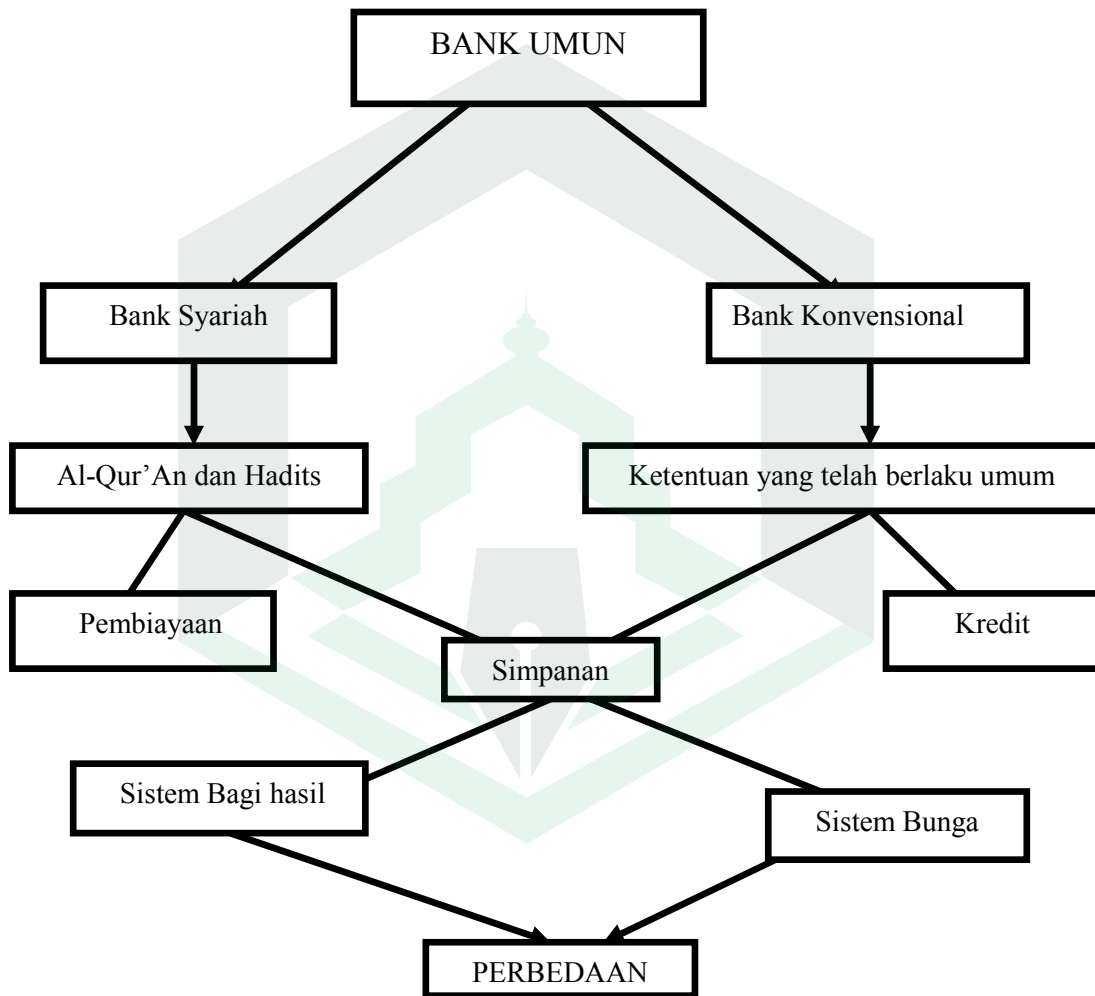 BANK UMUN
Bank Syariah
Bank Konvensional
Al-Qur’An dan Hadits
Ketentuan yang telah berlaku umum
Pembiayaan
Kredit
Simpanan
Sistem Bagi hasil
Sistem Bunga
PERBEDAAN